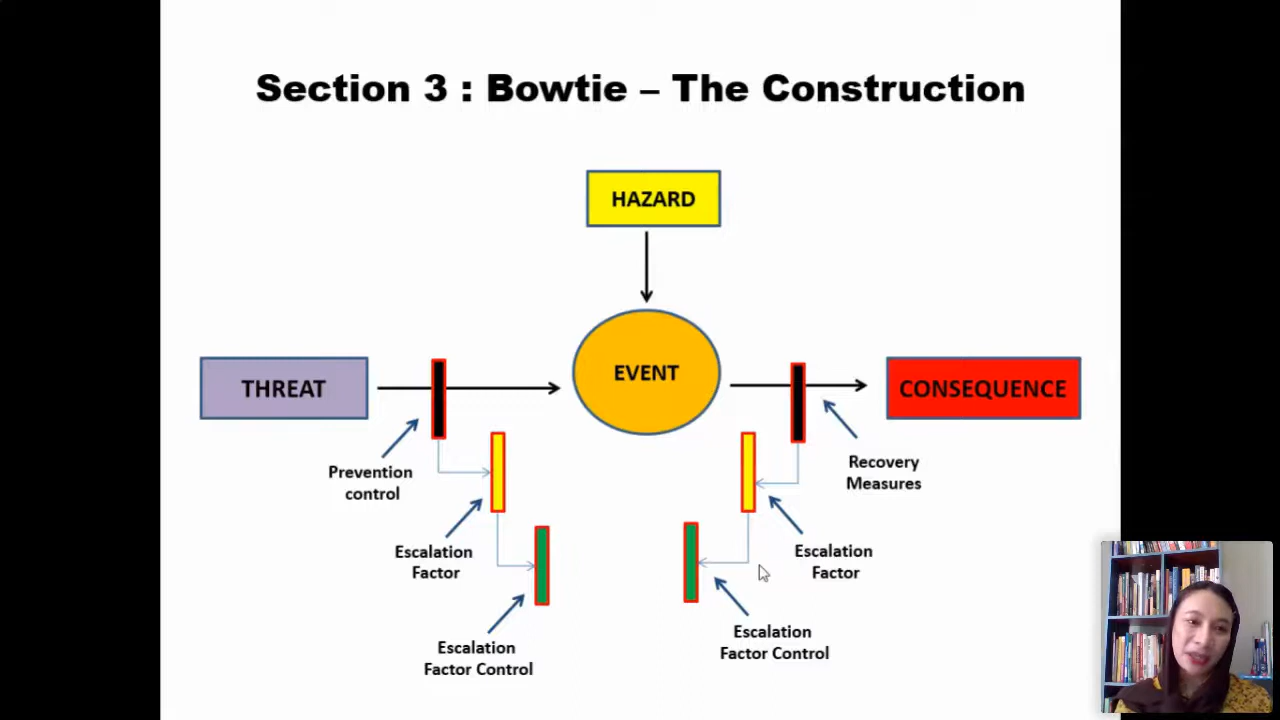 Section 3 : Bowtie – The Construction
HAZARD
THREAT
EVENT
CONSEQUENCE
Prevention
control
Recovery
Measures
Escalation
Factor
Escalation
Factor
Escalation
Factor Control
Escalation
Factor Control